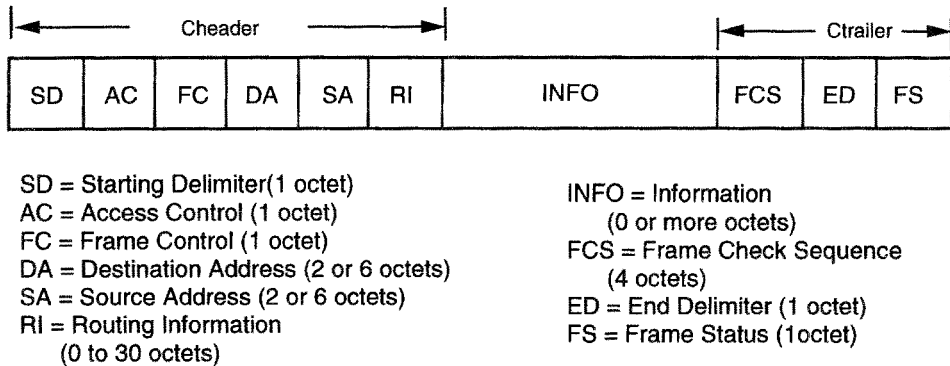 Cheader
Ctrailer
SD AC FC DA SA RI INFO FCS ED FS
SD = Starting Delimiter(1 octet)
AC = Access Control (1 octet)
FC = Frame Control (1 octet)
DA = Destination Address (2 or 6 octets)
SA = Source Address (2 or 6 octets)
RI = Routing Information
(0 to 30 octets)
INFO = Information
(0 or more octets)
FCS = Frame Check Sequence
(4 octets)
ED = End Delimiter (1 octet)
FS = Frame Status (1octet)